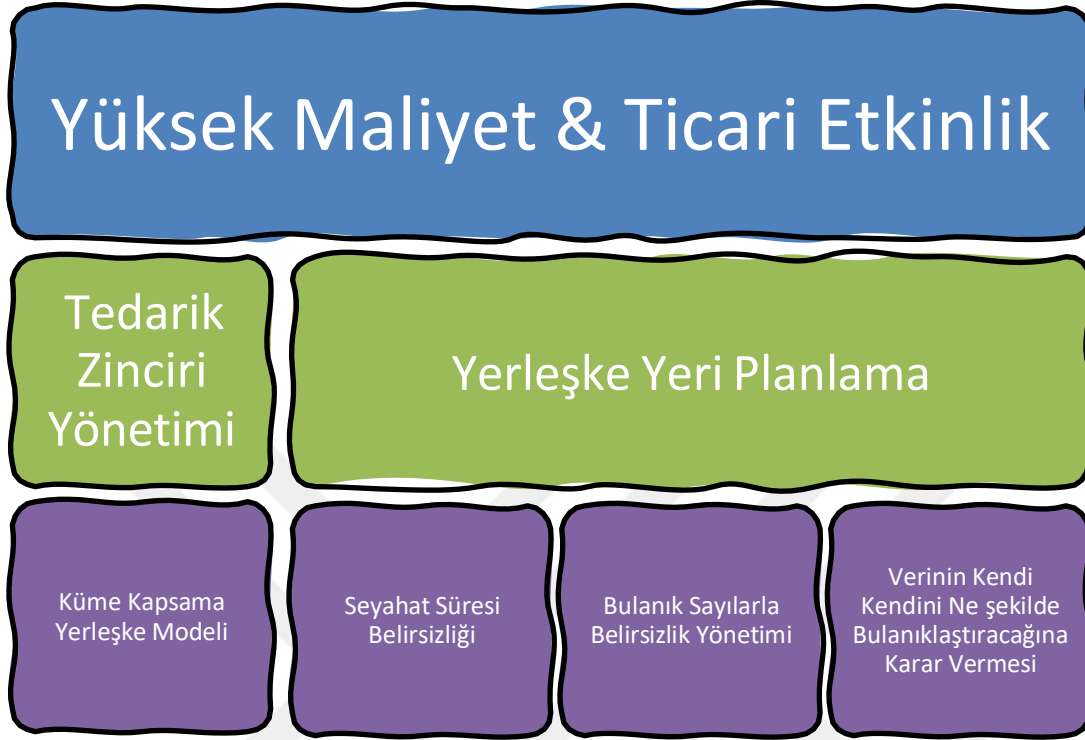 Yüksek Maliyet & Ticari Etkinlik
Tedarik
Zinciri
Yönetimi
Yerleşke Yeri Planlama
Küme Kapsama
Yerleşke Modeli
Seyahat Süresi
Belirsizliği
Bulanık Sayılarla
Belirsizlik Yönetimi
Verinin Kendi
Kendini Ne şekilde
Bulanıklaştıracağına
Karar Vermesi